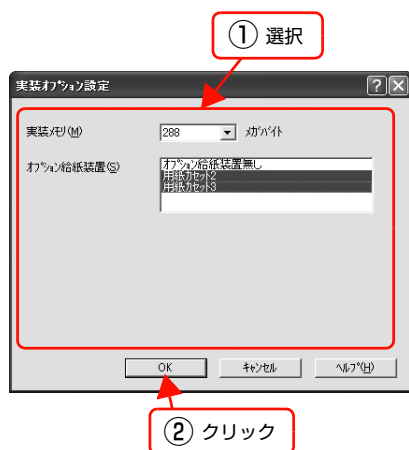 ① 選択
実装オプション設定
実装メモリ(M) 288 メガバイト
オプション給紙装置(S) オプション給紙装置無し
用紙カセット2
用紙カセット3
OK キャンセル ヘルプ(H)
② クリック